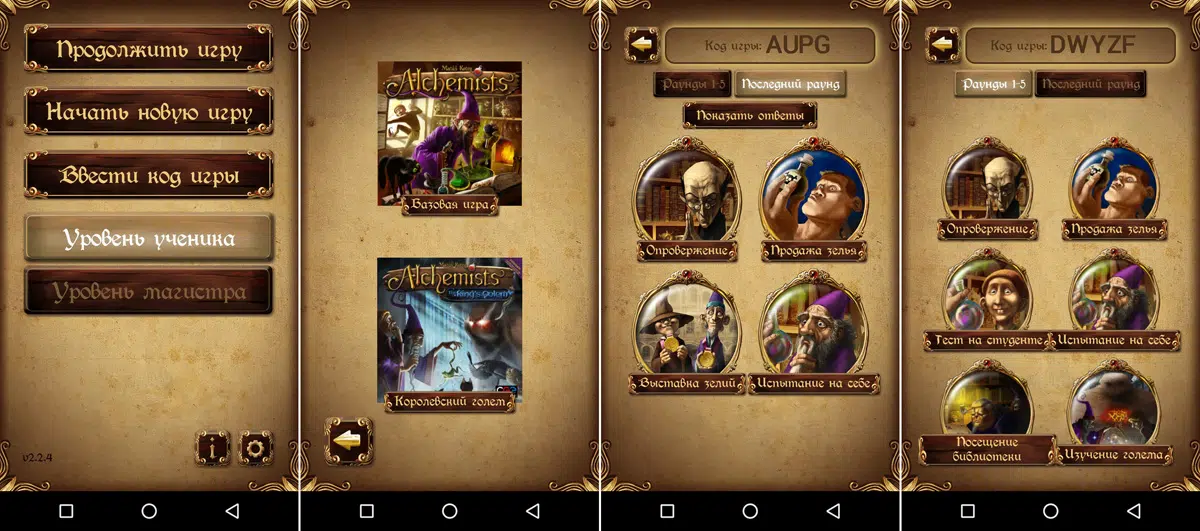 Продолжить игру
Начать новую игру
Ввести код игры
Уровень ученика
Уровень магистра
v2.2.4
Matúš Kotry
Alchemists
Базовая игра
Alchemists
The King's Golem
Королевский голем
Код игры: AUPG
Раунды 1-5
Последний раунд
Показать ответы
Опровержение
Продажа зелья
Выставка зелий
Испытание на себе
Код игры: DWYZF
Раунды 1-5
Последний раунд
Опровержение
Продажа зелья
Тест на студенте
Испытание на себе
Посещение
библиотеки
Изучение голема